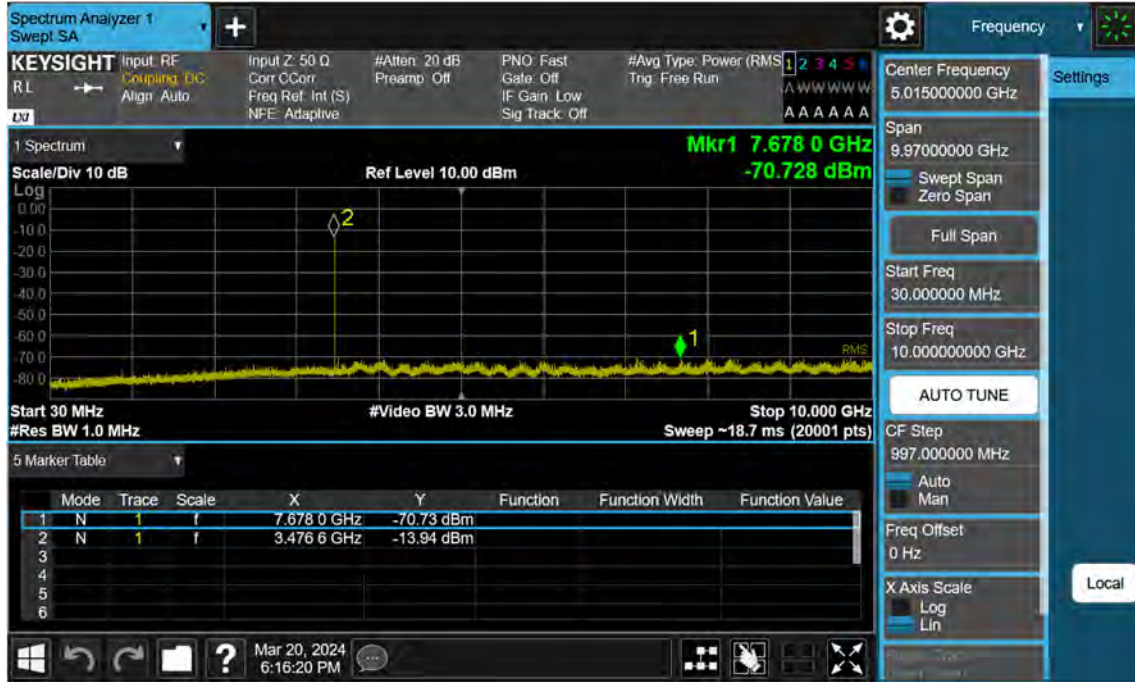 Spectrum Analyzer 1
Swept SA
+
Frequency
KEYSIGHT
RL
LXI
Input: RF
Coupling: DC
Align: Auto
Input Z: 50 Ω
Corr CCorr
Freq Ref: Int (S)
NFE: Adaptive
#Atten: 20 dB
Preamp: Off
PNO: Fast
Gate: Off
IF Gain: Low
Sig Track: Off
#Avg Type: Power (RMS
Trig: Free Run
1 2 3 4 5 6
A W W W W W
A A A A A A
1 Spectrum
Scale/Div 10 dB
Ref Level 10.00 dBm
Mkr1 7.678 0 GHz
-70.728 dBm
Log
0.00
-10.0
-20.0
-30.0
-40.0
-50.0
-60.0
-70.0
-80.0
2
1
RMS
Start 30 MHz
#Video BW 3.0 MHz
Stop 10.000 GHz
#Res BW 1.0 MHz
Sweep ~18.7 ms (20001 pts)
5 Marker Table
Mode Trace Scale X Y Function Function Width Function Value
1 N 1 f 7.678 0 GHz -70.73 dBm
2 N 1 f 3.476 6 GHz -13.94 dBm
3
4
5
6
?
Mar 20, 2024
6:16:20 PM
Center Frequency
5.015000000 GHz
Settings
Span
9.97000000 GHz
Swept Span
Zero Span
Full Span
Start Freq
30.000000 MHz
Stop Freq
10.000000000 GHz
AUTO TUNE
CF Step
997.000000 MHz
Auto
Man
Freq Offset
0 Hz
X Axis Scale
Log
Lin
Local